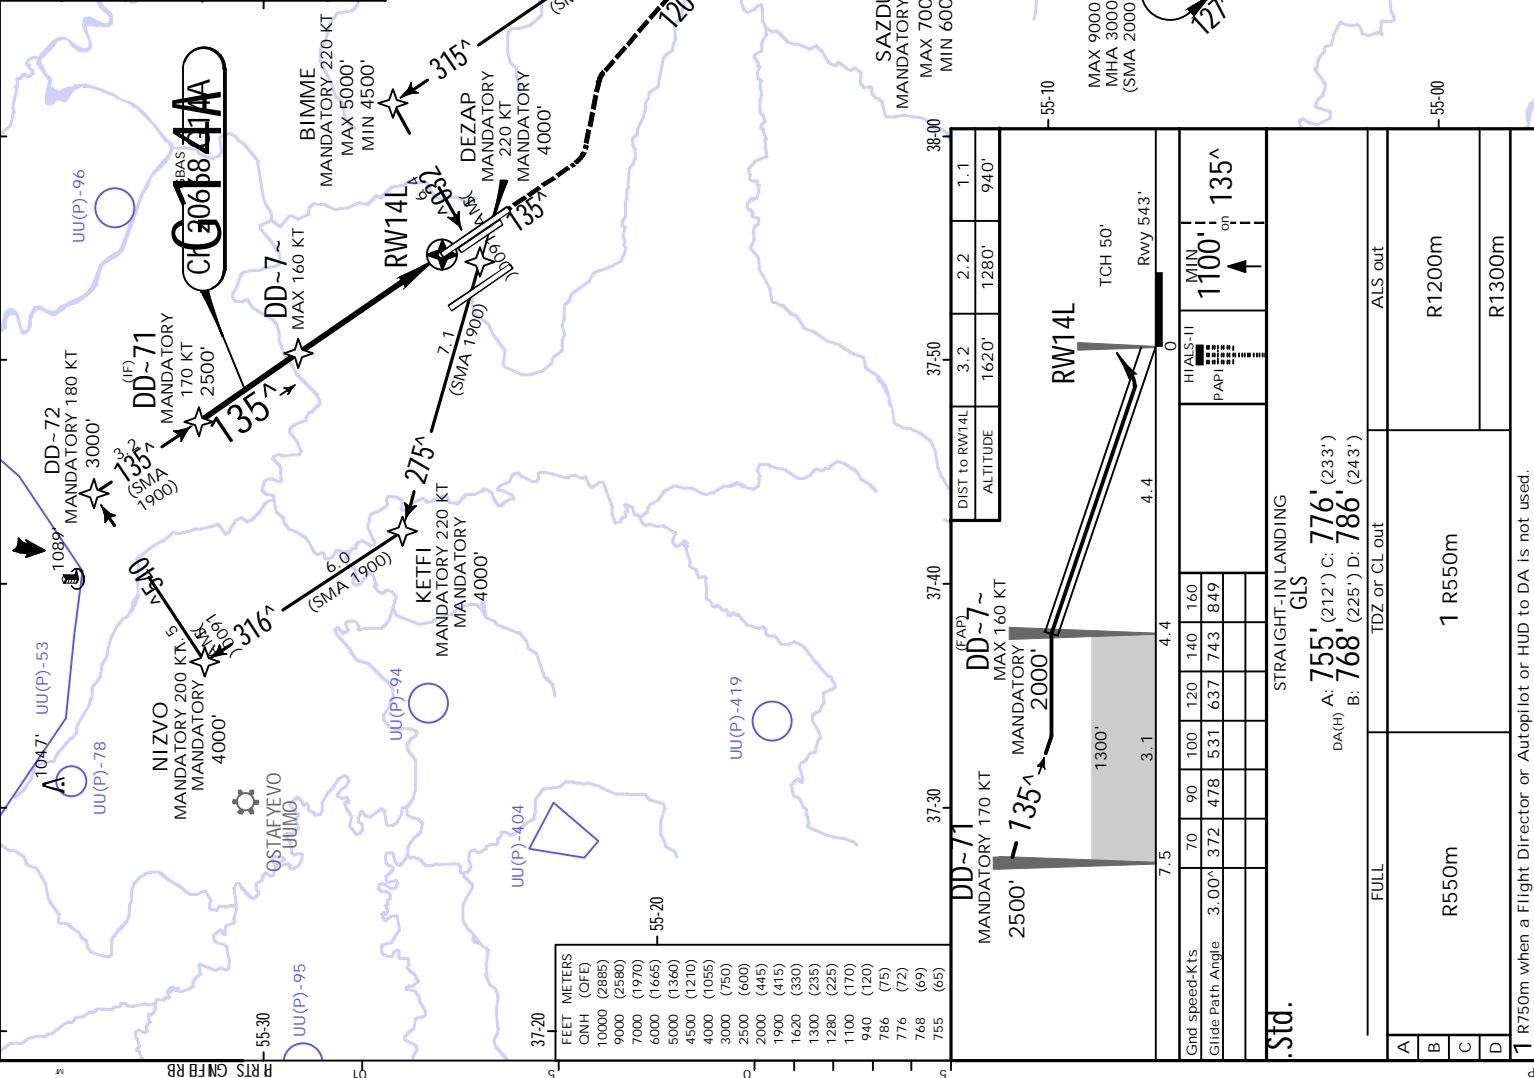 UU(P)-96
GBAS
Ch 20668 G14A
G14A
BIMME
MANDATORY 220 KT
MAX 5000'
MIN 4500'
315^
DEZAP
MANDATORY
220 KT
MANDATORY
4000'
SAZDU
MANDATORY
MAX 700
MIN 600
MAX 9000
MHA 3000
(SMA 2000
127^
120
55-10
55-00
38-00
RW14L
032^
135^
DD~7~
MAX 160 KT
(IF)
DD~71
MANDATORY
170 KT
2500'
135^
DD~72
MANDATORY 180 KT
3000'
3.2
135^
(SMA
1900)
7.1
(SMA 1900)
275^
KETFI
MANDATORY 220 KT
MANDATORY
4000'
6.0
(SMA 1900)
316^
045^
NIZVO
MANDATORY 200 KT
MANDATORY
4000'
1089'
1047'
UU(P)-53
UU(P)-78
UU(P)-94
UU(P)-419
UU(P)-404
UU(P)-95
OSTAFYEVO
UUMO
37-50
37-40
37-30
37-20
55-30
55-20
FEET METERS
QNH (QFE)
10000 (2885)
9000 (2580)
7000 (1970)
6000 (1665)
5000 (1360)
4500 (1210)
4000 (1055)
3000 (750)
2500 (600)
2000 (445)
1900 (415)
1620 (330)
1300 (235)
1280 (225)
1100 (170)
940 (120)
786 (75)
776 (72)
768 (69)
755 (65)
DIST to RW14L 3.2 2.2 1.1
ALTITUDE 1620' 1280' 940'
DD~71
MANDATORY 170 KT
2500'
135^
(FAP)
DD~7~
MAX 160 KT
MANDATORY
2000'
1300'
RW14L
TCH 50'
Rwy 543'
7.5 3.1 4.4 4.4 0
Gnd speed-Kts 70 90 100 120 140 160
Glide Path Angle 3.00^ 372 478 531 637 743 849
HIALS-II
PAPI
MIN
1100'
on 135^
.Std.
STRAIGHT-IN LANDING
GLS
DA(H) A: 755' (212') C: 776' (233')
B: 768' (225') D: 786' (243')
FULL TDZ or CL out ALS out
A
B
C
D
R550m 1 R550m R1200m
R1300m
1 R750m when a Flight Director or Autopilot or HUD to DA is not used.